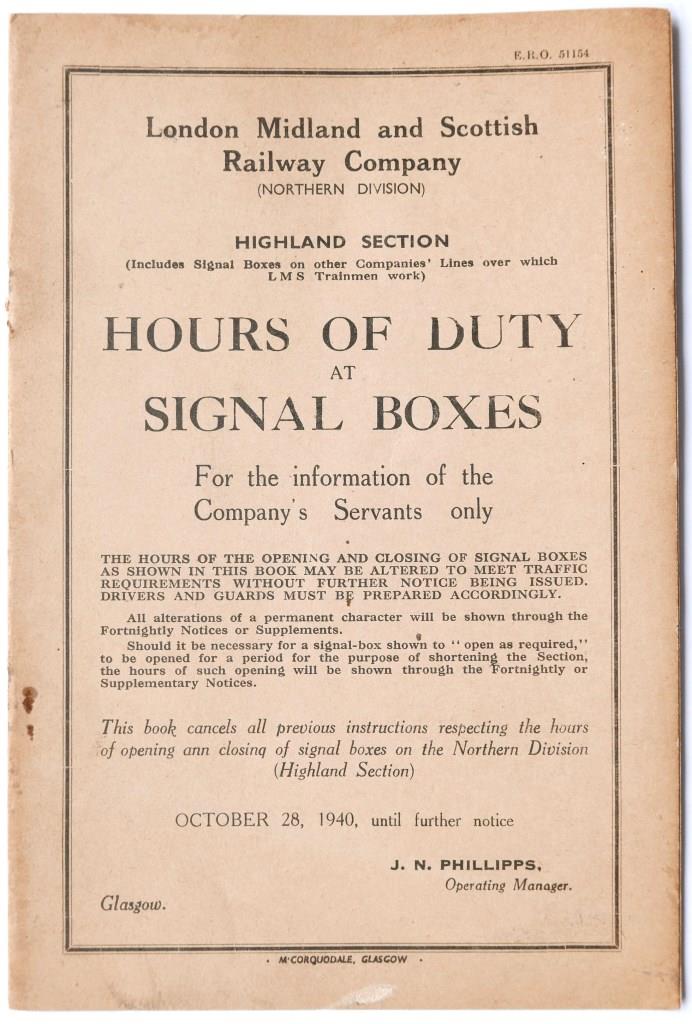 E.R.O. 51154
London Midland and Scottish
Railway Company
(NORTHERN DIVISION)
HIGHLAND SECTION
(Includes Signal Boxes on other Companies' Lines over which
L M S Trainmen work)
HOURS OF DUTY
AT
SIGNAL BOXES
For the information of the
Company's Servants only
THE HOURS OF THE OPENING AND CLOSING OF SIGNAL BOXES
AS SHOWN IN THIS BOOK MAY BE ALTERED TO MEET TRAFFIC
REQUIREMENTS WITHOUT FURTHER NOTICE BEING ISSUED.
DRIVERS AND GUARDS MUST BE PREPARED ACCORDINGLY.
All alterations of a permanent character will be shown through the
Fortnightly Notices or Supplements.
Should it be necessary for a signal-box shown to "open as required,"
to be opened for a period for the purpose of shortening the Section,
the hours of such opening will be shown through the Fortnightly or
Supplementary Notices.
This book cancels all previous instructions respecting the hours
of opening ann closinq of signal boxes on the Northern Division
(Highland Section)
OCTOBER 28, 1940, until further notice
J. N. PHILLIPPS,
Operating Manager.
Glasgow.
· M'CORQUODALE, GLASGOW ·